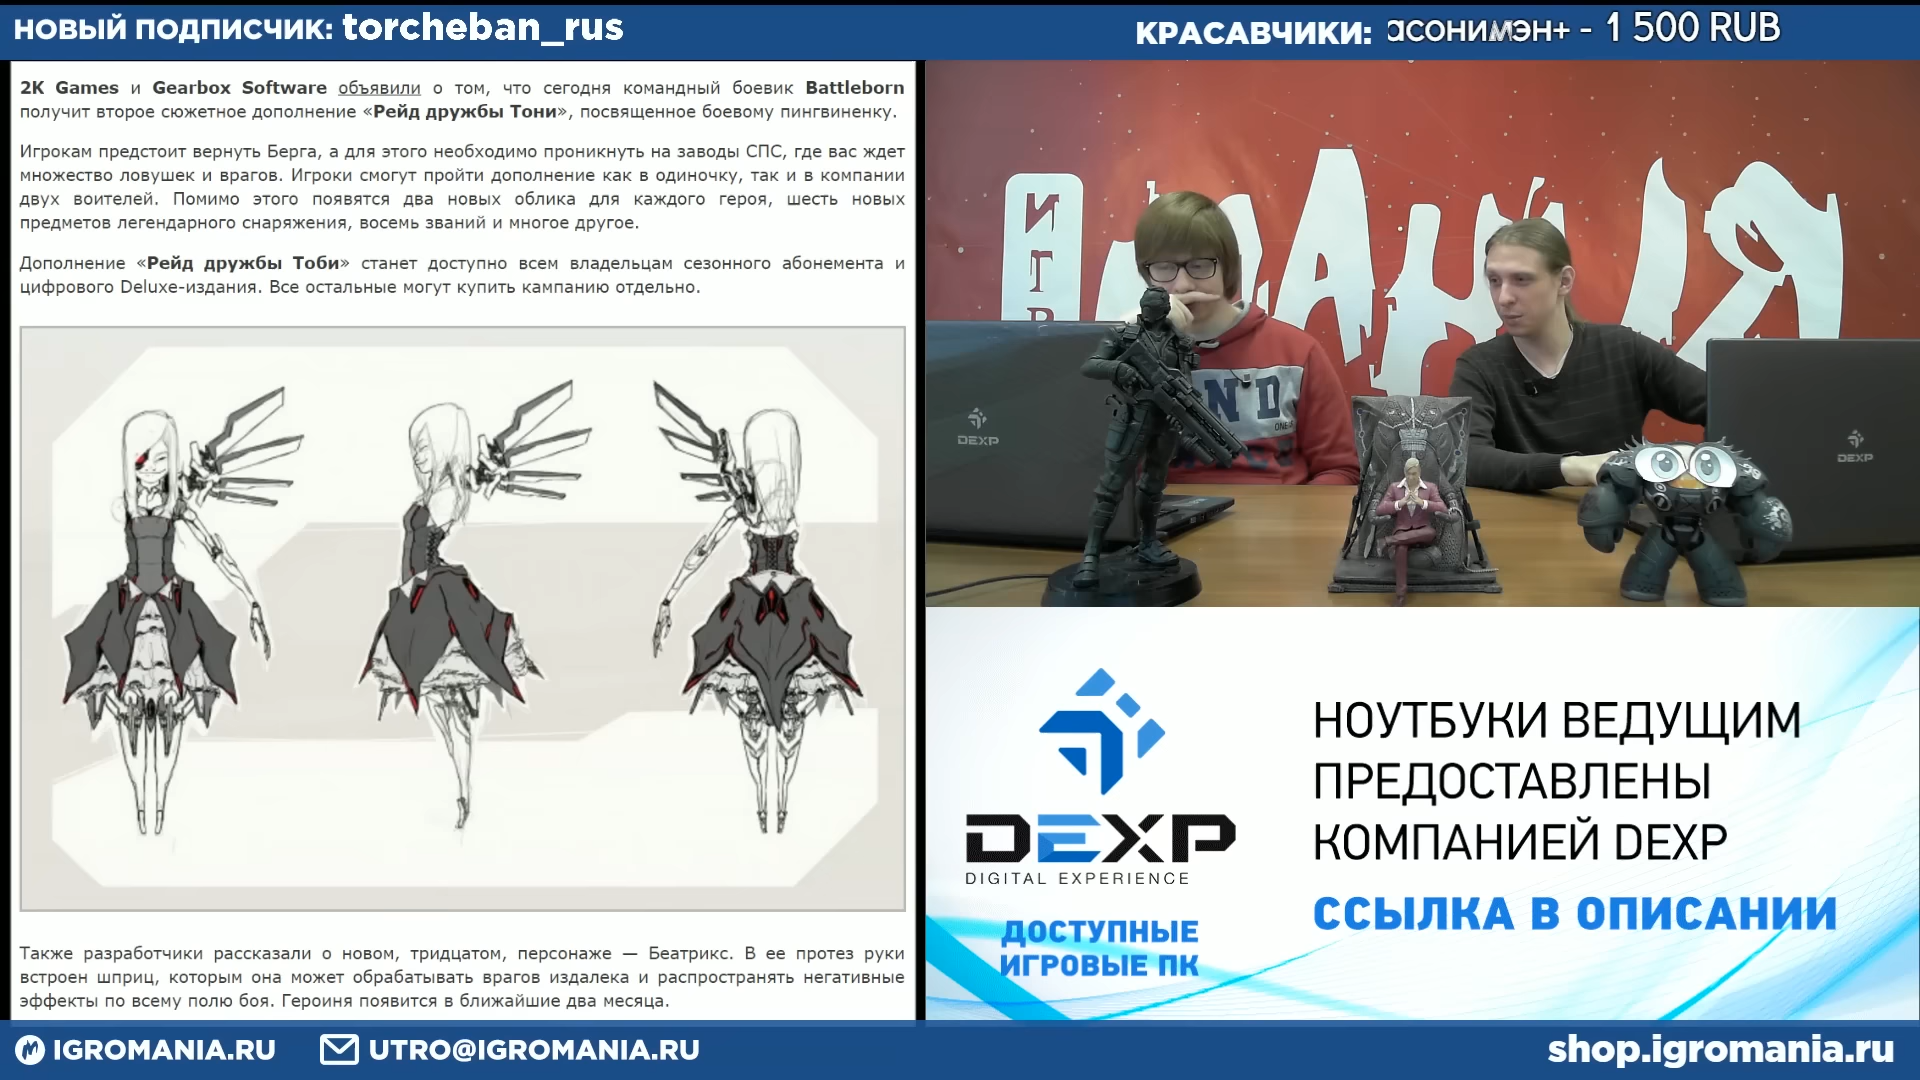 НОВЫЙ ПОДПИСЧИК: torcheban_rus
КРАСАВЧИКИ: асонимэн+ - 1 500 RUB
2K Games и Gearbox Software объявили о том, что сегодня командный боевик Battleborn
получит второе сюжетное дополнение «Рейд дружбы Тони», посвященное боевому пингвиненку.
Игрокам предстоит вернуть Берга, а для этого необходимо проникнуть на заводы СПС, где вас ждет
множество ловушек и врагов. Игроки смогут пройти дополнение как в одиночку, так и в компании
двух воителей. Помимо этого появятся два новых облика для каждого героя, шесть новых
предметов легендарного снаряжения, восемь званий и многое другое.
Дополнение «Рейд дружбы Тоби» станет доступно всем владельцам сезонного абонемента и
цифрового Deluxe-издания. Все остальные могут купить кампанию отдельно.
Также разработчики рассказали о новом, тридцатом, персонаже — Беатрикс. В ее протез руки
встроен шприц, которым она может обрабатывать врагов издалека и распространять негативные
эффекты по всему полю боя. Героиня появится в ближайшие два месяца.
DEXP
DEXP
DEXP
DIGITAL EXPERIENCE
ДОСТУПНЫЕ
ИГРОВЫЕ ПК
НОУТБУКИ ВЕДУЩИМ
ПРЕДОСТАВЛЕНЫ
КОМПАНИЕЙ DEXP
ССЫЛКА В ОПИСАНИИ
IGROMANIA.RU
UTRO@IGROMANIA.RU
shop.igromania.ru